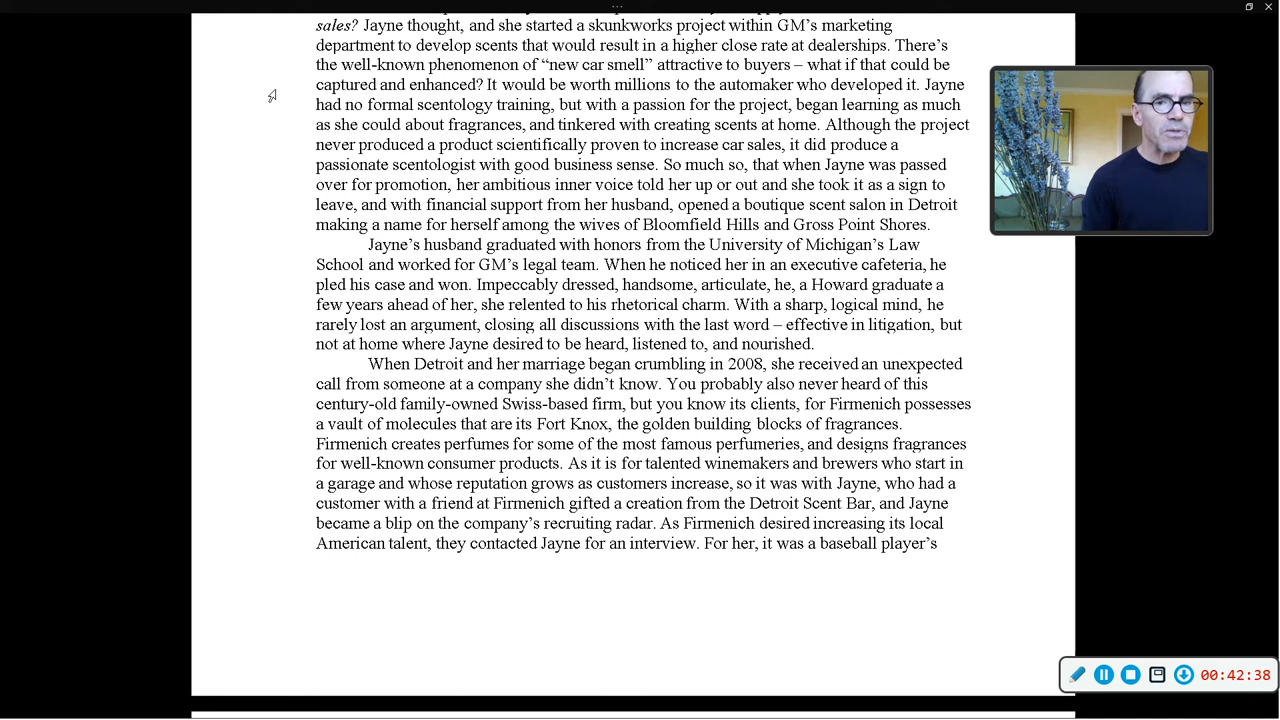 sales? Jayne thought, and she started a skunkworks project within GM's marketing
department to develop scents that would result in a higher close rate at dealerships. There's
the well-known phenomenon of “new car smell” attractive to buyers – what if that could be
captured and enhanced? It would be worth millions to the automaker who developed it. Jayne
had no formal scentology training, but with a passion for the project, began learning as much
as she could about fragrances, and tinkered with creating scents at home. Although the project
never produced a product scientifically proven to increase car sales, it did produce a
passionate scentologist with good business sense. So much so, that when Jayne was passed
over for promotion, her ambitious inner voice told her up or out and she took it as a sign to
leave, and with financial support from her husband, opened a boutique scent salon in Detroit
making a name for herself among the wives of Bloomfield Hills and Gross Point Shores.
Jayne's husband graduated with honors from the University of Michigan's Law
School and worked for GM's legal team. When he noticed her in an executive cafeteria, he
pled his case and won. Impeccably dressed, handsome, articulate, he, a Howard graduate a
few years ahead of her, she relented to his rhetorical charm. With a sharp, logical mind, he
rarely lost an argument, closing all discussions with the last word – effective in litigation, but
not at home where Jayne desired to be heard, listened to, and nourished.
When Detroit and her marriage began crumbling in 2008, she received an unexpected
call from someone at a company she didn't know. You probably also never heard of this
century-old family-owned Swiss-based firm, but you know its clients, for Firmenich possesses
a vault of molecules that are its Fort Knox, the golden building blocks of fragrances.
Firmenich creates perfumes for some of the most famous perfumeries, and designs fragrances
for well-known consumer products. As it is for talented winemakers and brewers who start in
a garage and whose reputation grows as customers increase, so it was with Jayne, who had a
customer with a friend at Firmenich gifted a creation from the Detroit Scent Bar, and Jayne
became a blip on the company's recruiting radar. As Firmenich desired increasing its local
American talent, they contacted Jayne for an interview. For her, it was a baseball player's
00:42:38